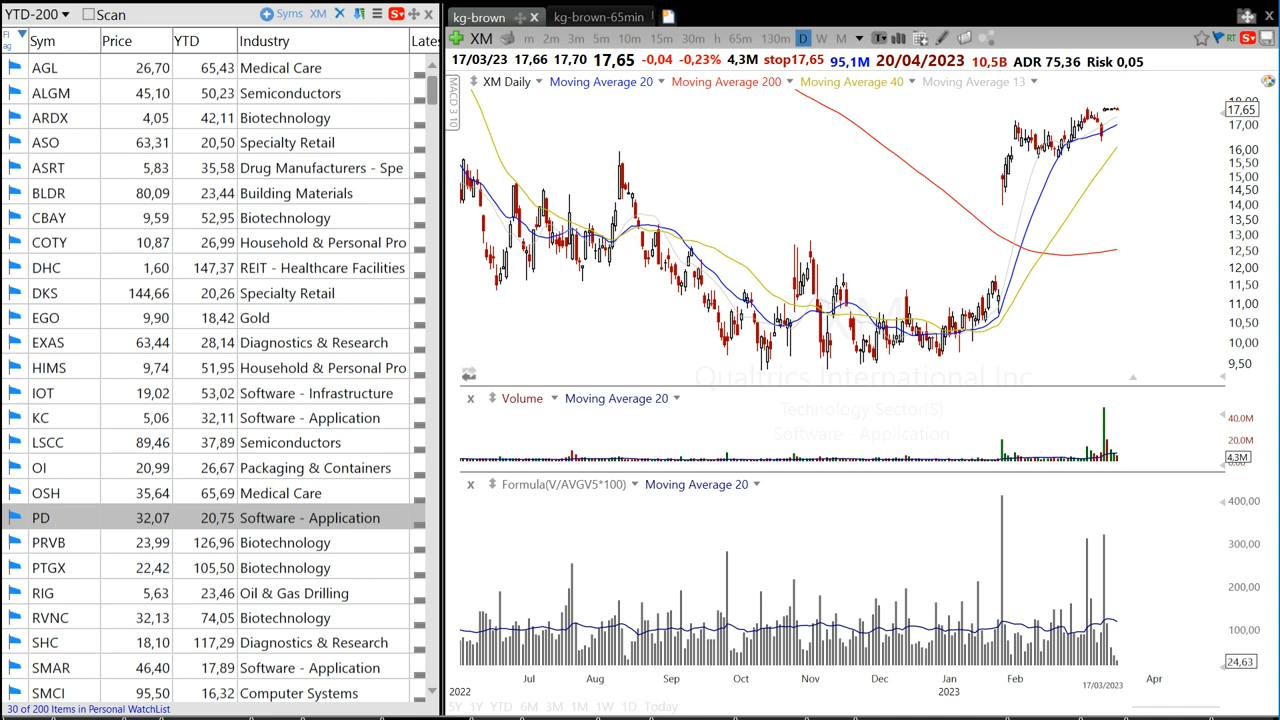 YTD-200 Scan Syms XM
Flag Sym Price YTD Industry Late
AGL 26,70 65,43 Medical Care
ALGM 45,10 50,23 Semiconductors
ARDX 4,05 42,11 Biotechnology
ASO 63,31 20,50 Specialty Retail
ASRT 5,83 35,58 Drug Manufacturers - Spe
BLDR 80,09 23,44 Building Materials
CBAY 9,59 52,95 Biotechnology
COTY 10,87 26,99 Household & Personal Pro
DHC 1,60 147,37 REIT - Healthcare Facilities
DKS 144,66 20,26 Specialty Retail
EGO 9,90 18,42 Gold
EXAS 63,44 28,14 Diagnostics & Research
HIMS 9,74 51,95 Household & Personal Pro
IOT 19,02 53,02 Software - Infrastructure
KC 5,06 32,11 Software - Application
LSCC 89,46 37,89 Semiconductors
OI 20,99 26,67 Packaging & Containers
OSH 35,64 65,69 Medical Care
PD 32,07 20,75 Software - Application
PRVB 23,99 126,96 Biotechnology
PTGX 22,42 105,50 Biotechnology
RIG 5,63 23,46 Oil & Gas Drilling
RVNC 32,13 74,05 Biotechnology
SHC 18,10 117,29 Diagnostics & Research
SMAR 46,40 17,89 Software - Application
SMCI 95,50 16,32 Computer Systems
30 of 200 Items in Personal WatchList
kg-brown kg-brown-65min
XM m 2m 3m 5m 10m 15m 30m h 65m 130m D W M RT
17/03/23 17,66 17,70 17,65 -0,04 -0,23% 4,3M stop17,65 95,1M 20/04/2023 10,5B ADR 75,36 Risk 0,05
MACD 3 10
XM Daily Moving Average 20 Moving Average 200 Moving Average 40 Moving Average 13
18,00
17,65
17,00
16,00
15,50
15,00
14,50
14,00
13,50
13,00
12,50
12,00
11,50
11,00
10,50
10,00
9,50
XM
Qualtrics International Inc
Technology Sector(S)
Software - Application
X Volume Moving Average 20
40.0M
20.0M
4,3M
X Formula(V/AVGV5*100) Moving Average 20
400,00
300,00
200,00
100,00
24,63
Jul Aug Sep Oct Nov Dec Jan Feb 17/03/2023 Apr
2022 2023
5Y 1Y YTD 6M 3M 1M 1W 1D Today